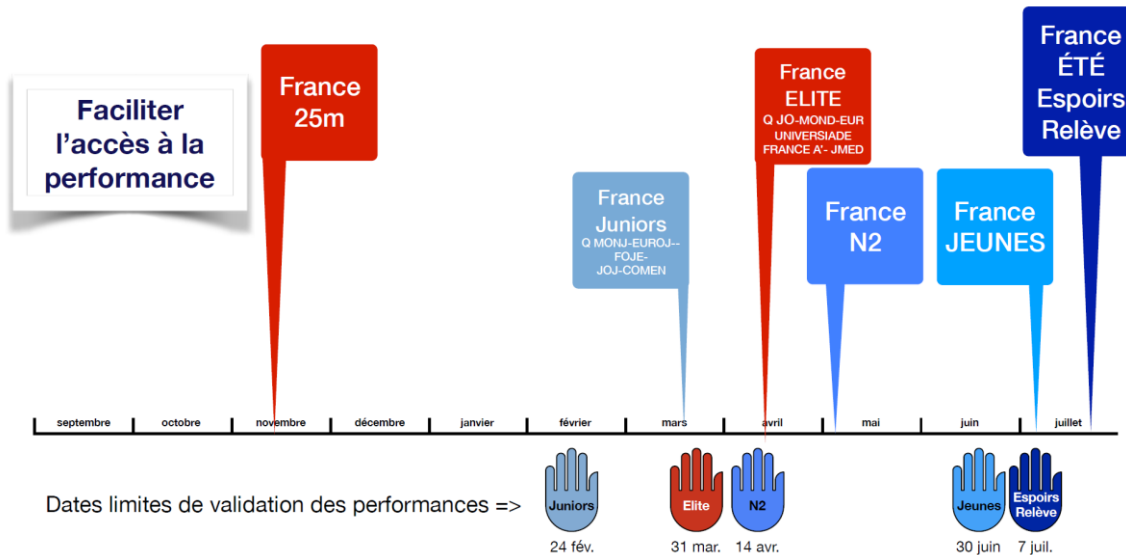 Faciliter
l'accès à la
performance
France
25m
France
Juniors
Q MONJ-EUROJ--
FOJE-
JOJ-COMEN
France
ELITE
Q JO-MOND-EUR
UNIVERSIADE
FRANCE A'- JMED
France
N2
France
JEUNES
France
ÉTÉ
Espoirs
Relève
septembre octobre novembre décembre janvier février mars avril mai juin juillet
Dates limites de validation des performances =>
Juniors
24 fév.
Elite
31 mar.
N2
14 avr.
Jeunes
30 juin
Espoirs
Relève
7 juil.